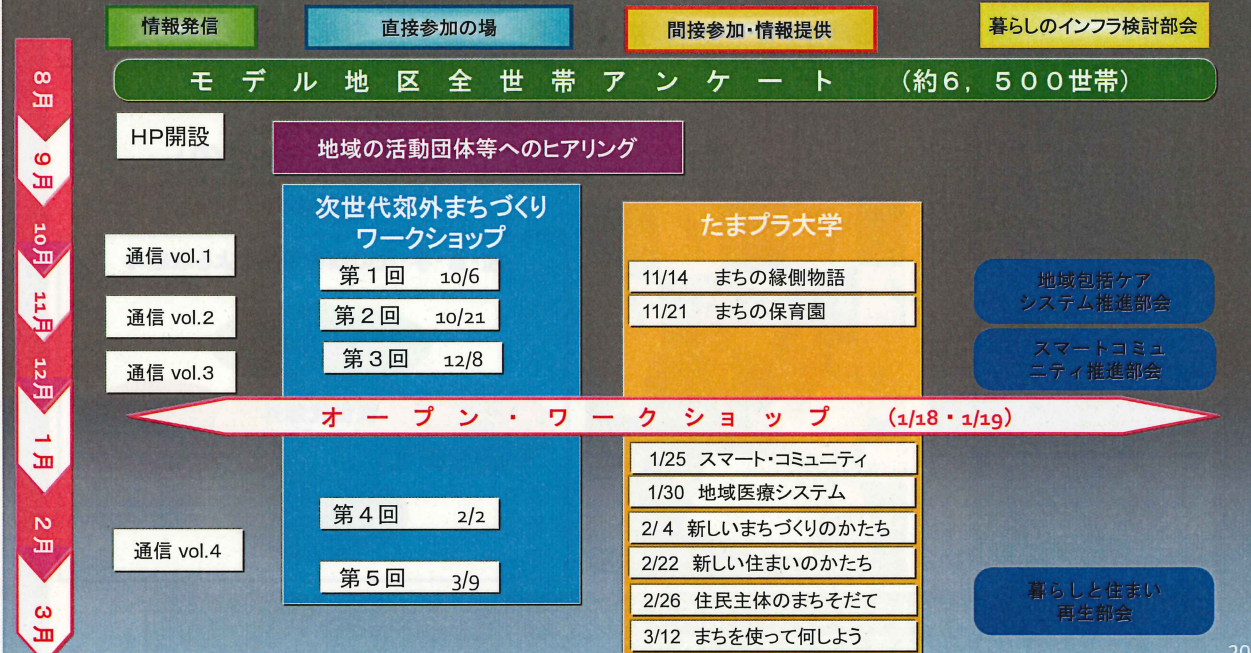 情報発信
直接参加の場
間接参加・情報提供
暮らしのインフラ検討部会
8月
9月
10月
11月
12月
1月
2月
3月
モデル地区全世帯アンケート (約6,500世帯)
HP開設
地域の活動団体等へのヒアリング
通信 vol.1
通信 vol.2
通信 vol.3
通信 vol.4
次世代郊外まちづくり
ワークショップ
第1回 10/6
第2回 10/21
第3回 12/8
たまプラ大学
11/14 まちの縁側物語
11/21 まちの保育園
地域包括ケア
システム推進部会
スマートコミュ
ニティ推進部会
オープン・ワークショップ (1/18・1/19)
第4回 2/2
第5回 3/9
1/25 スマート・コミュニティ
1/30 地域医療システム
2/ 4 新しいまちづくりのかたち
2/22 新しい住まいのかたち
2/26 住民主体のまちそだて
3/12 まちを使って何しよう
暮らしと住まい
再生部会
20